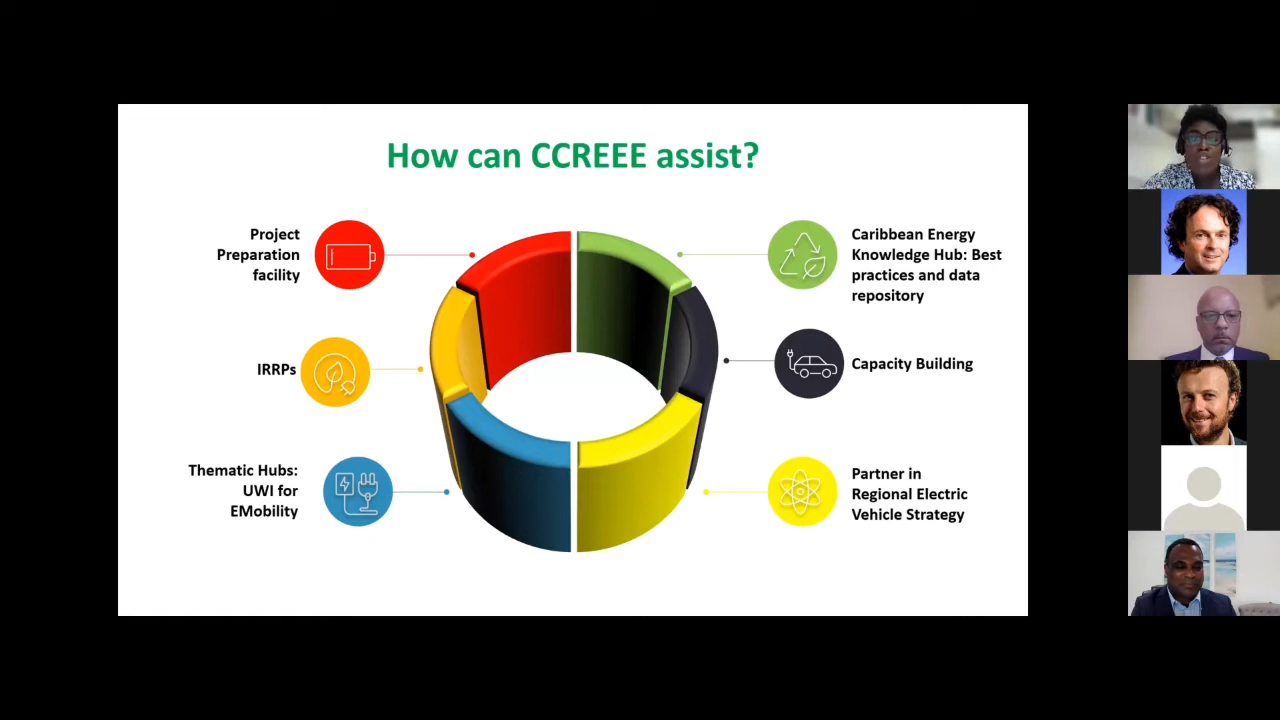 How can CCREEE assist?
Project
Preparation
facility
IRRPs
Thematic Hubs:
UWI for
EMobility
Caribbean Energy
Knowledge Hub: Best
practices and data
repository
Capacity Building
Partner in
Regional Electric
Vehicle Strategy